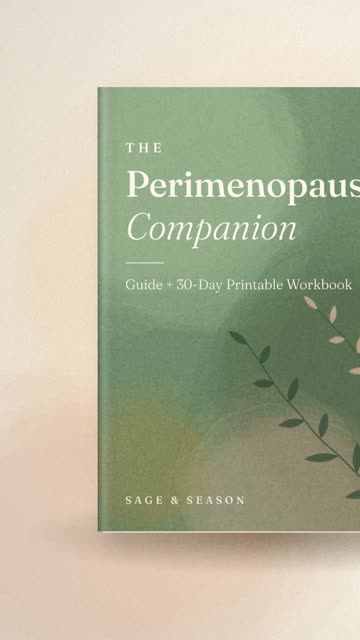 THE
Perimenopaus
Companion
Guide + 30-Day Printable Workbook
SAGE & SEASON